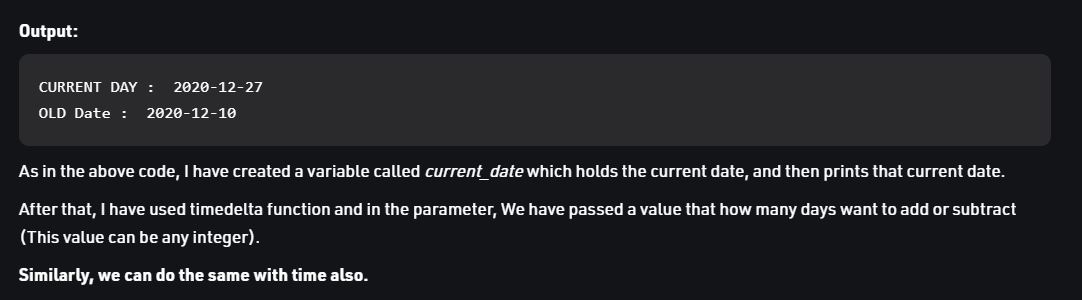 Output:
CURRENT DAY :  2020-12-27
OLD Date :  2020-12-10
As in the above code, I have created a variable called current_date which holds the current date, and then prints that current date.
After that, I have used timedelta function and in the parameter, We have passed a value that how many days want to add or subtract
(This value can be any integer).
Similarly, we can do the same with time also.